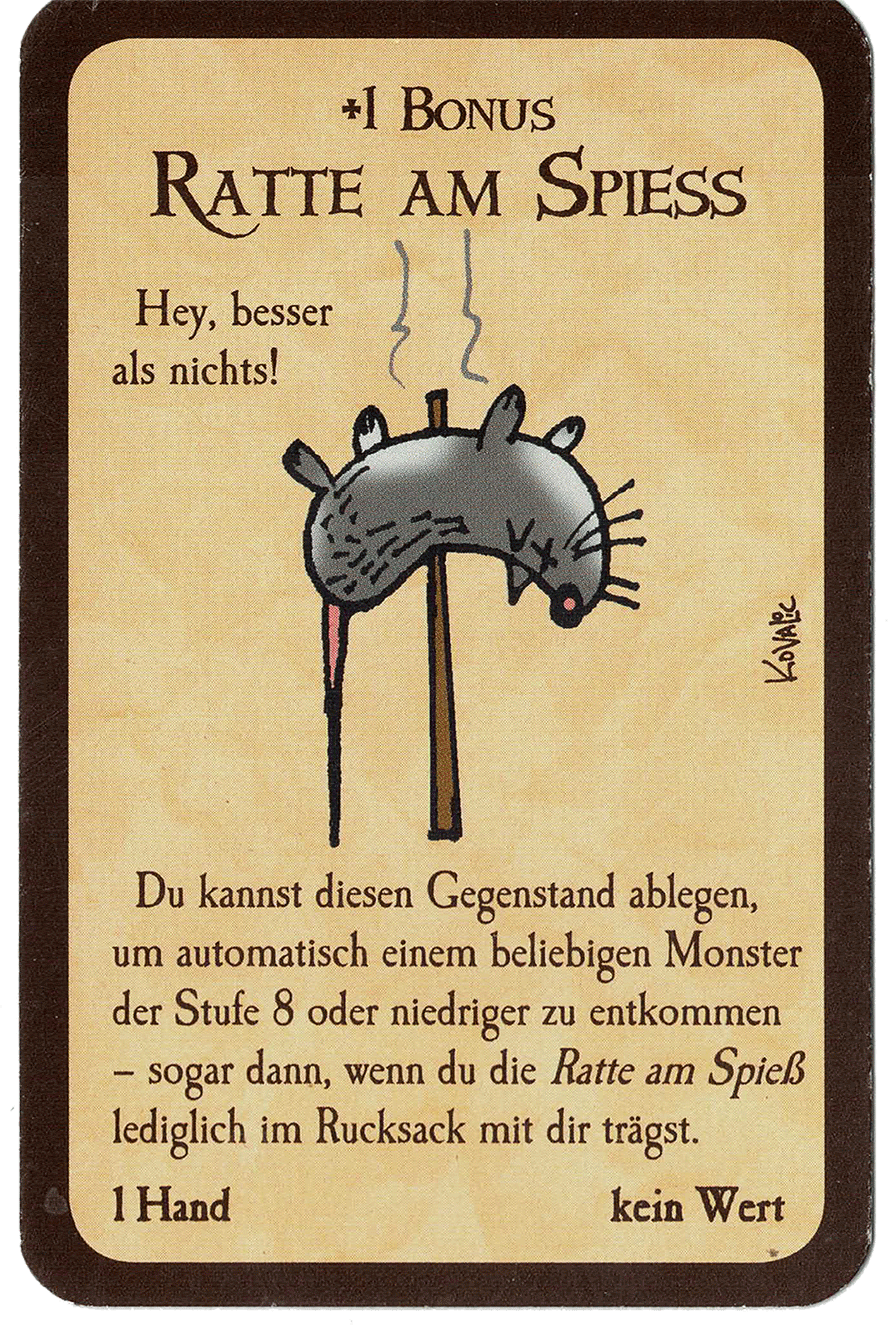 +1 Bonus
Ratte am Spiess
Hey, besser
als nichts!
Kovalic
Du kannst diesen Gegenstand ablegen,
um automatisch einem beliebigen Monster
der Stufe 8 oder niedriger zu entkommen
– sogar dann, wenn du die Ratte am Spieß
lediglich im Rucksack mit dir trägst.
1 Hand
kein Wert